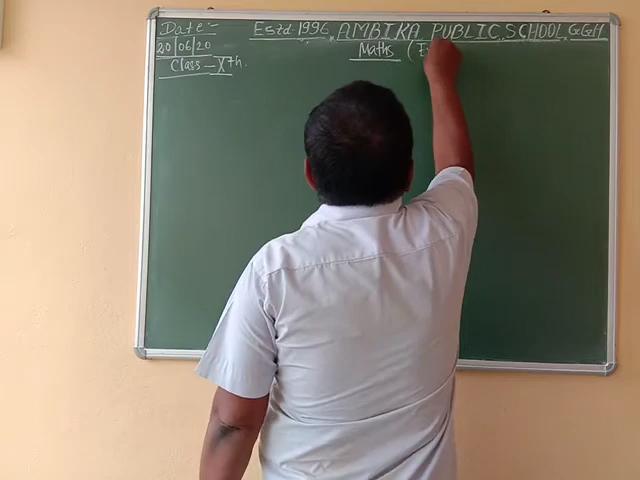 Date :-
20/06/20
Class - Xth.
Estd 1996, AMBIKA PUBLIC SCHOOL, GGH
Maths (